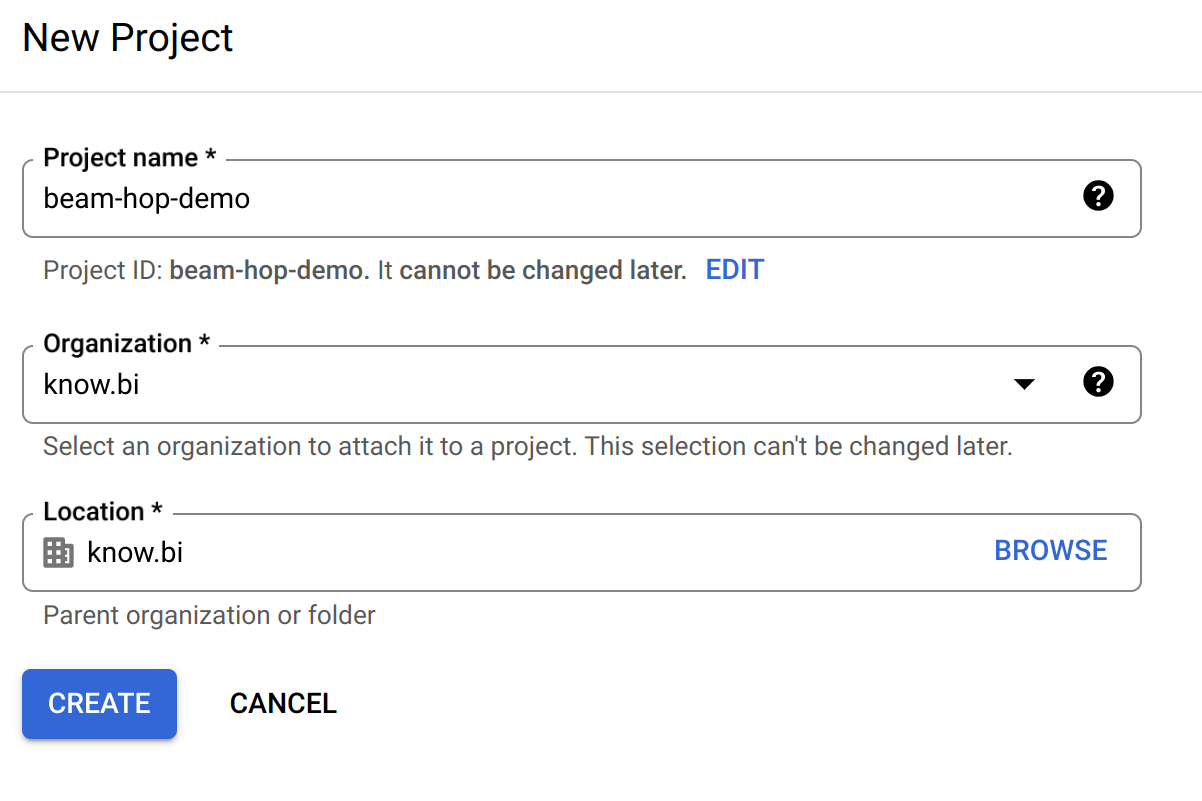 New Project
Project name *
beam-hop-demo
Project ID: beam-hop-demo. It cannot be changed later. EDIT
Organization *
know.bi
Select an organization to attach it to a project. This selection can't be changed later.
Location *
know.bi BROWSE
Parent organization or folder
CREATE CANCEL